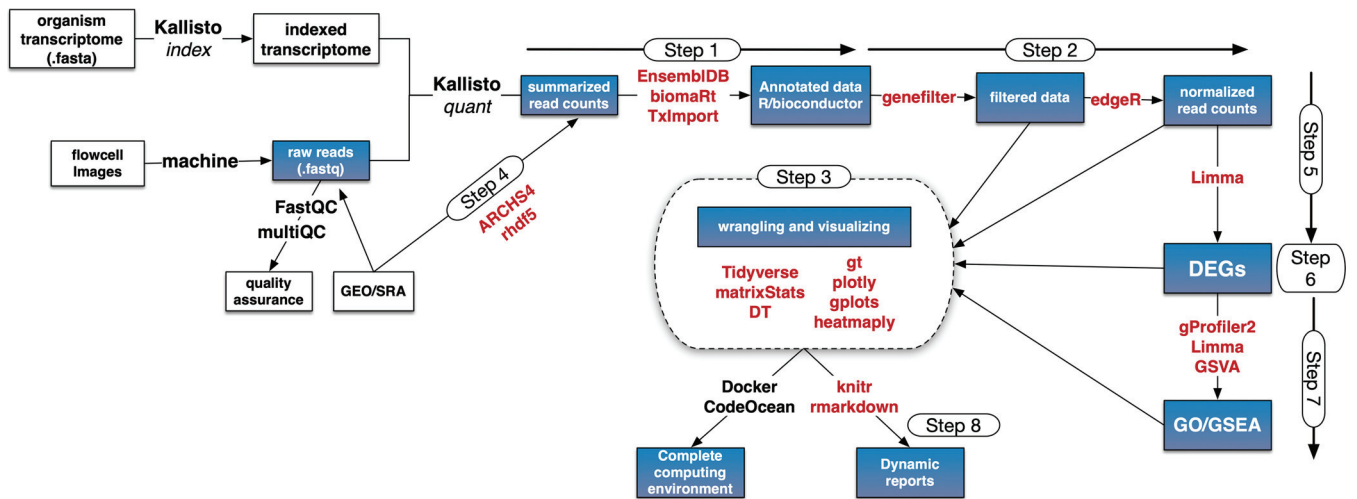 organism
transcriptome
(.fasta)
Kallisto
index
indexed
transcriptome
Kallisto
quant
flowcell
Images
machine
raw reads
(.fastq)
FastQC
multiQC
quality
assurance
GEO/SRA
Step 4
ARCHS4
rhdf5
summarized
read counts
Step 1
EnsemblDB
biomaRt
TxImport
Annotated data
R/bioconductor
Step 2
genefilter
filtered data
edgeR
normalized
read counts
Step 3
wrangling and visualizing
Tidyverse
matrixStats
DT
gt
plotly
gplots
heatmaply
Limma
Step 5
DEGs
Step
6
gProfiler2
Limma
GSVA
Step 7
GO/GSEA
Docker
CodeOcean
knitr
rmarkdown
Step 8
Complete
computing
environment
Dynamic
reports